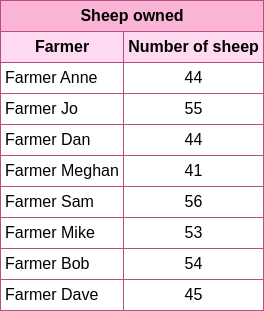 Sheep owned
Farmer Number of sheep
Farmer Anne 44
Farmer Jo 55
Farmer Dan 44
Farmer Meghan 41
Farmer Sam 56
Farmer Mike 53
Farmer Bob 54
Farmer Dave 45